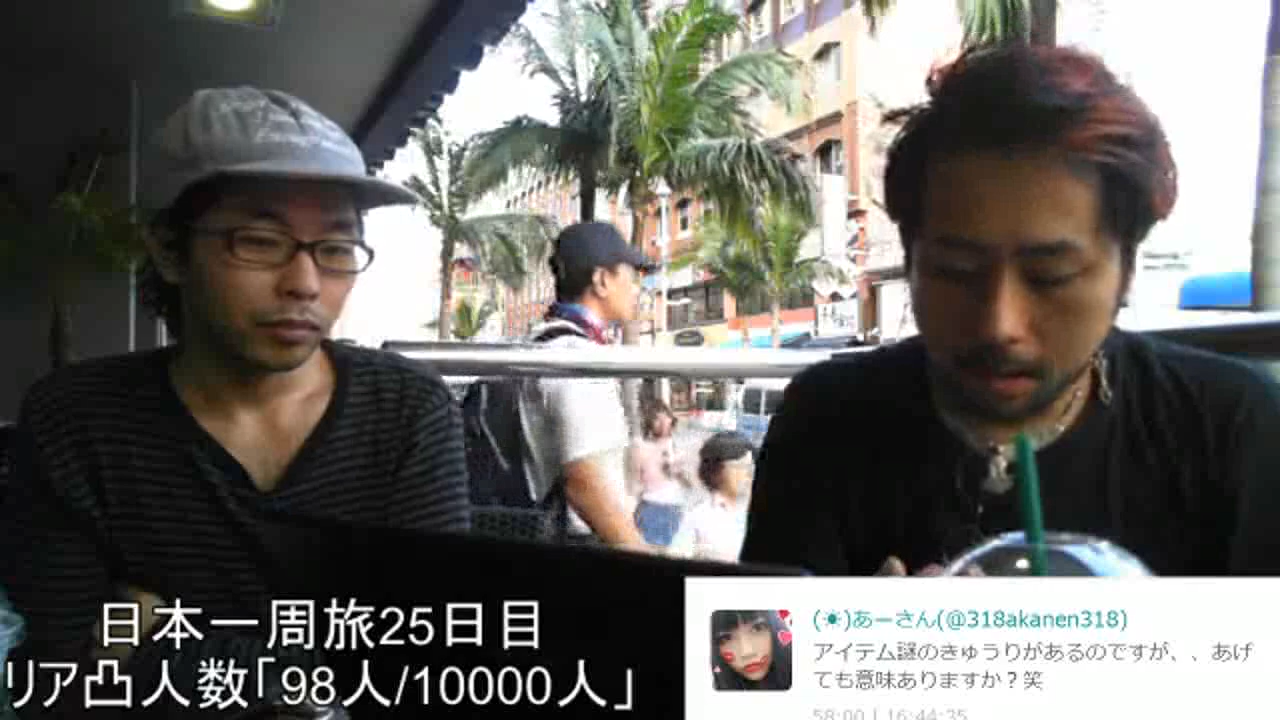 日本一周旅25日目
リア凸人数「98人/10000人」
(☀)あーさん(@318akanen318)
アイテム謎のきゅうりがあるのですが、、あげ
ても意味ありますか？笑
58:00 | 16:44:35